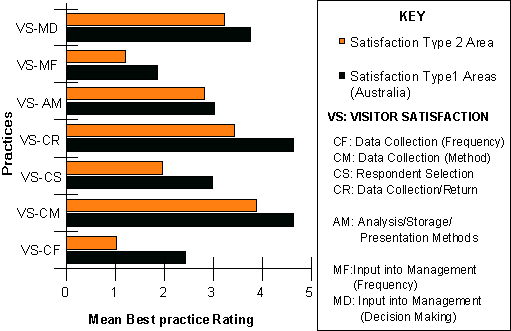 Practices
VS-MD
VS-MF
VS- AM
VS-CR
VS-CS
VS-CM
VS-CF
0 1 2 3 4 5
Mean Best practice Rating
KEY
Satisfaction Type 2 Area
Satisfaction Type1 Areas
(Australia)
VS: VISITOR SATISFACTION
CF: Data Collection (Frequency)
CM: Data Collection (Method)
CS: Respondent Selection
CR: Data Collection/Return
AM: Analysis/Storage/
Presentation Methods
MF:Input into Management
(Frequency)
MD: Input into Management
(Decision Making)